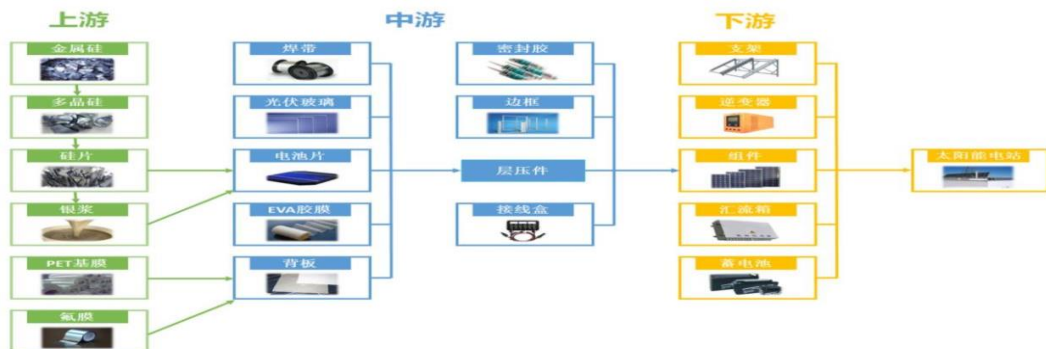 上游
中游
下游
金属硅
焊带
密封胶
支架
多晶硅
光伏玻璃
边框
逆变器
硅片
电池片
层压件
组件
太阳能电站
银浆
EVA胶膜
接线盒
汇流箱
PET基膜
背板
蓄电池
氟膜